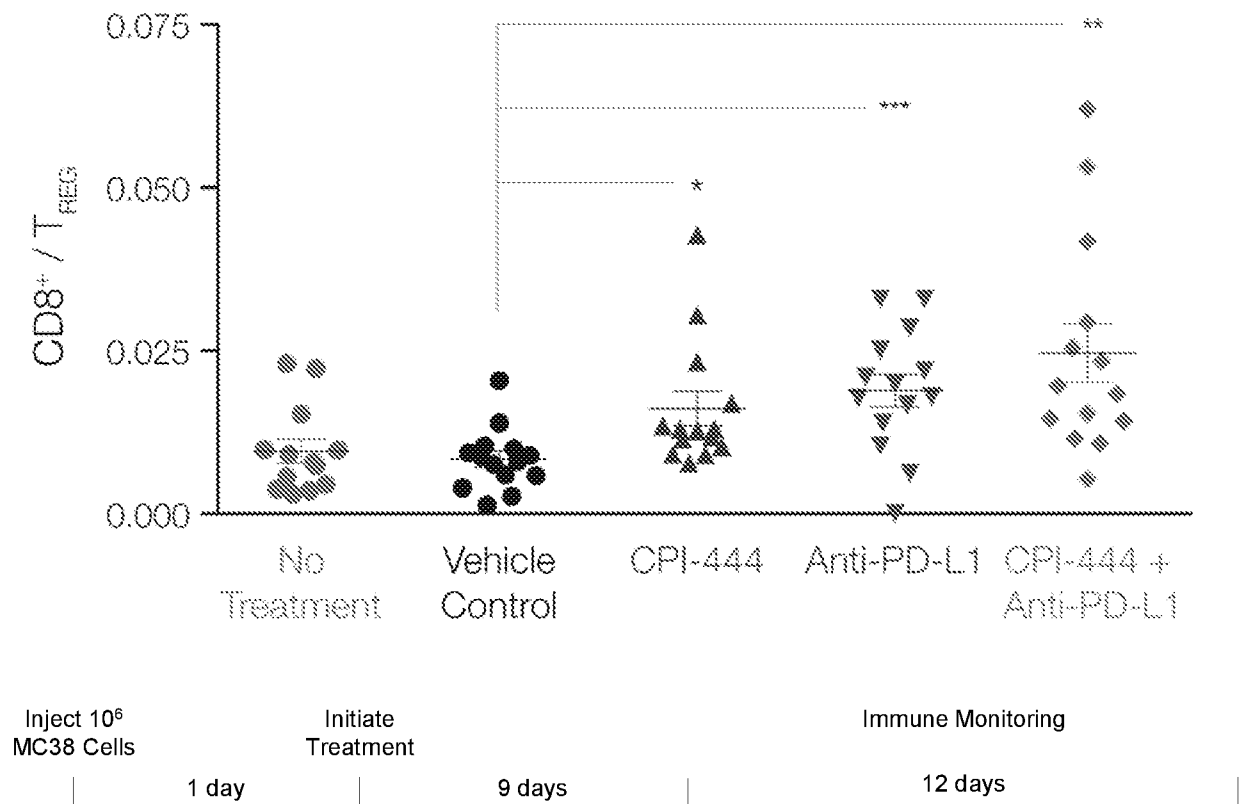 0.075
**
***
0.050
*
CD8⁺ / T_REG
0.025
0.000
No Treatment
Vehicle Control
CPI-444
Anti-PD-L1
CPI-444 + Anti-PD-L1
Inject 10⁶ MC38 Cells
Initiate Treatment
Immune Monitoring
1 day
9 days
12 days